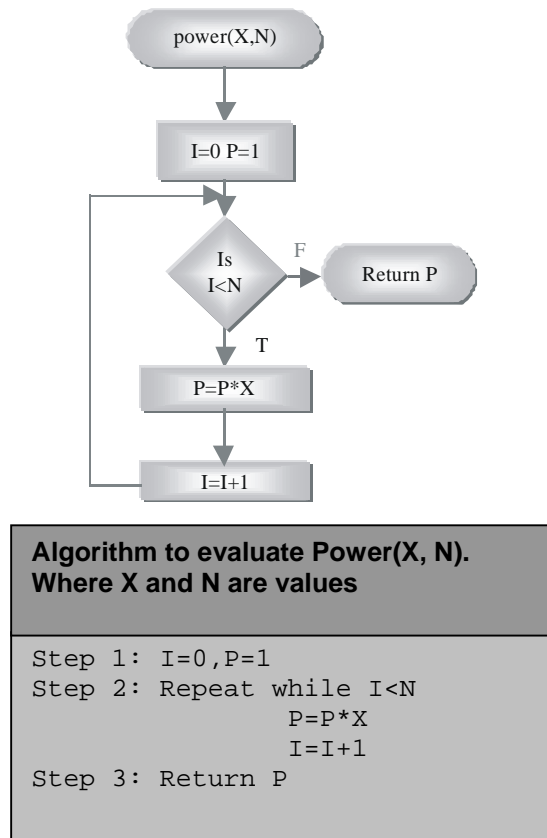 power(X,N)
I=0 P=1
Is
I<N
F
Return P
T
P=P*X
I=I+1
Algorithm to evaluate Power(X, N).
Where X and N are values
Step 1: I=0,P=1
Step 2: Repeat while I<N
P=P*X
I=I+1
Step 3: Return P